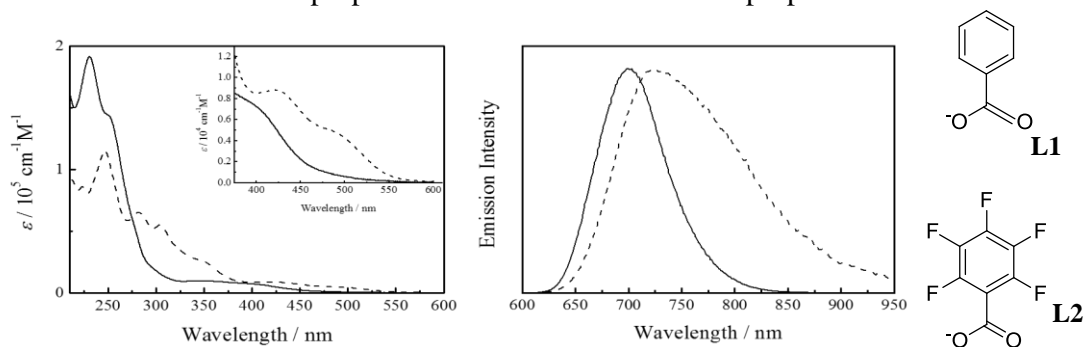 2
1
0
ε / 10⁵ cm⁻¹M⁻¹
250 300 350 400 450 500 550 600
Wavelength / nm
1.2
1.0
0.8
0.6
0.4
0.2
0.0
ε / 10⁴ cm⁻¹M⁻¹
400 450 500 550 600
Wavelength / nm
Emission Intensity
600 650 700 750 800 850 900 950
Wavelength / nm
⁻O O
L1
F
F F
F F
⁻O O
L2